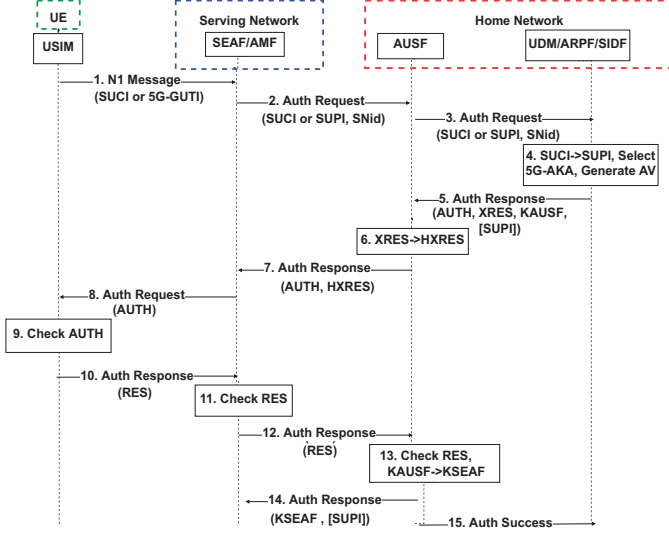 UE
Serving Network
Home Network
USIM
SEAF/AMF
AUSF
UDM/ARPF/SIDF
1. N1 Message
(SUCI or 5G-GUTI)
2. Auth Request
(SUCI or SUPI, SNid)
3. Auth Request
(SUCI or SUPI, SNid)
4. SUCI->SUPI, Select
5G-AKA, Generate AV
5. Auth Response
(AUTH, XRES, KAUSF,
[SUPI])
6. XRES->HXRES
7. Auth Response
(AUTH, HXRES)
8. Auth Request
(AUTH)
9. Check AUTH
10. Auth Response
(RES)
11. Check RES
12. Auth Response
(RES)
13. Check RES,
KAUSF->KSEAF
14. Auth Response
(KSEAF , [SUPI])
15. Auth Success